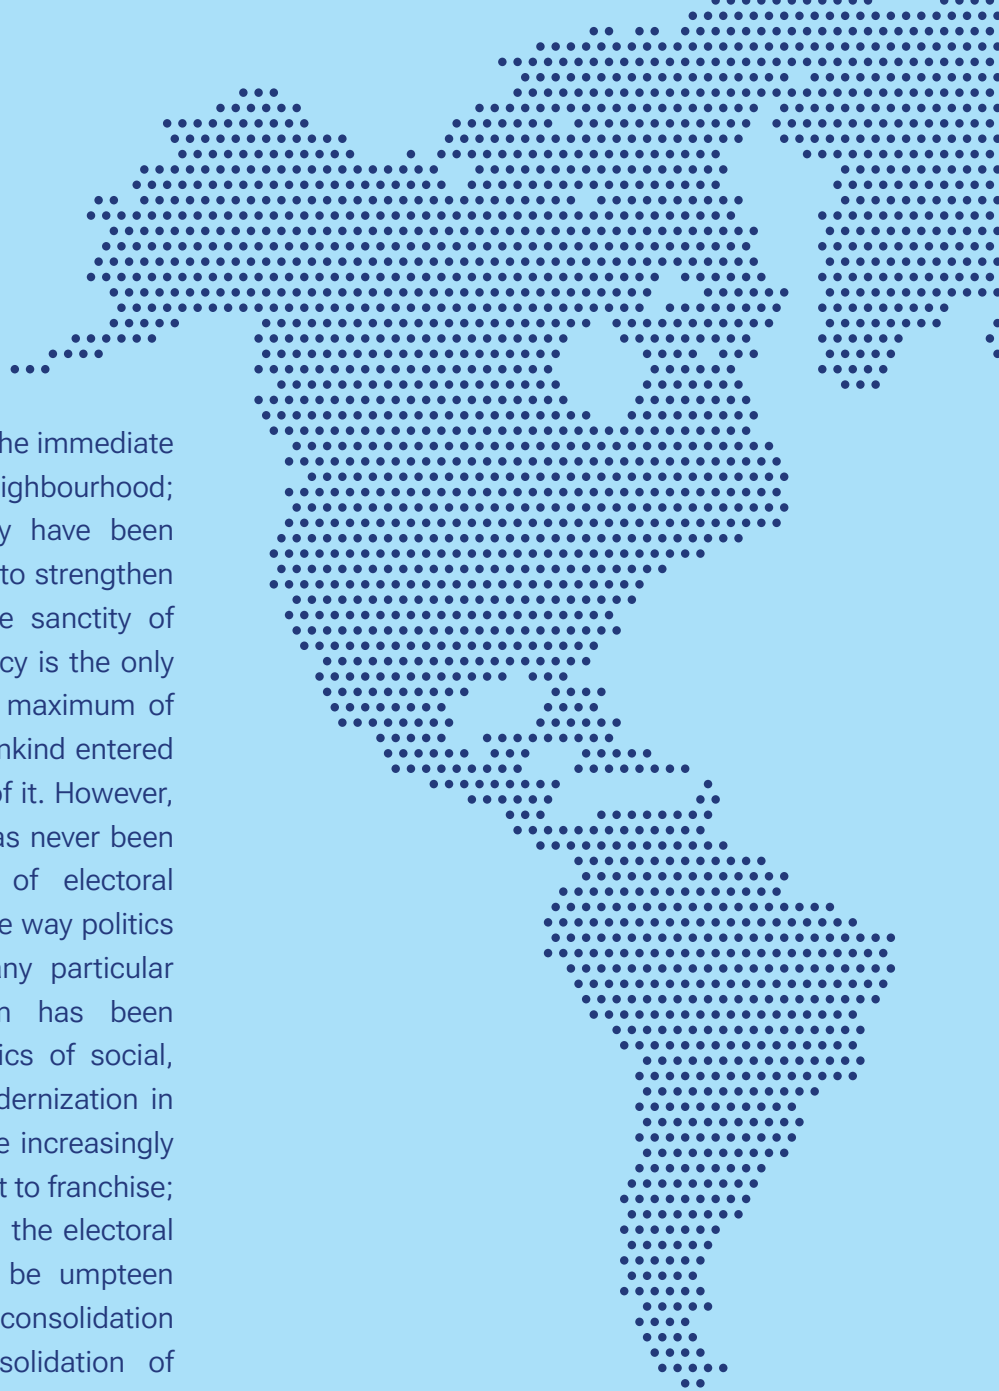 he immediate
ighbourhood;
y have been
to strengthen
e sanctity of
cy is the only
maximum of
nkind entered
of it. However,
as never been
of electoral
e way politics
any particular
n has been
ics of social,
dernization in
e increasingly
t to franchise;
the electoral
be umpteen
consolidation
solidation of